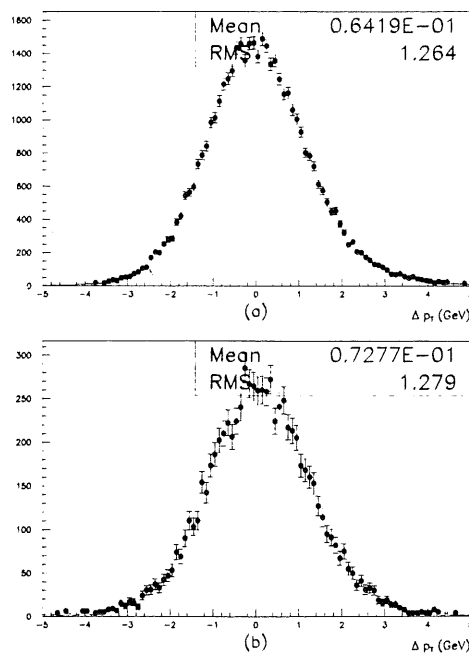 Mean 0.6419E-01
RMS 1.264
1600
1400
1200
1000
800
600
400
200
0
-5 -4 -3 -2 -1 0 1 2 3 4 5
Δ p_T (GeV)
(a)
Mean 0.7277E-01
RMS 1.279
300
250
200
150
100
50
0
-5 -4 -3 -2 -1 0 1 2 3 4 5
Δ p_T (GeV)
(b)